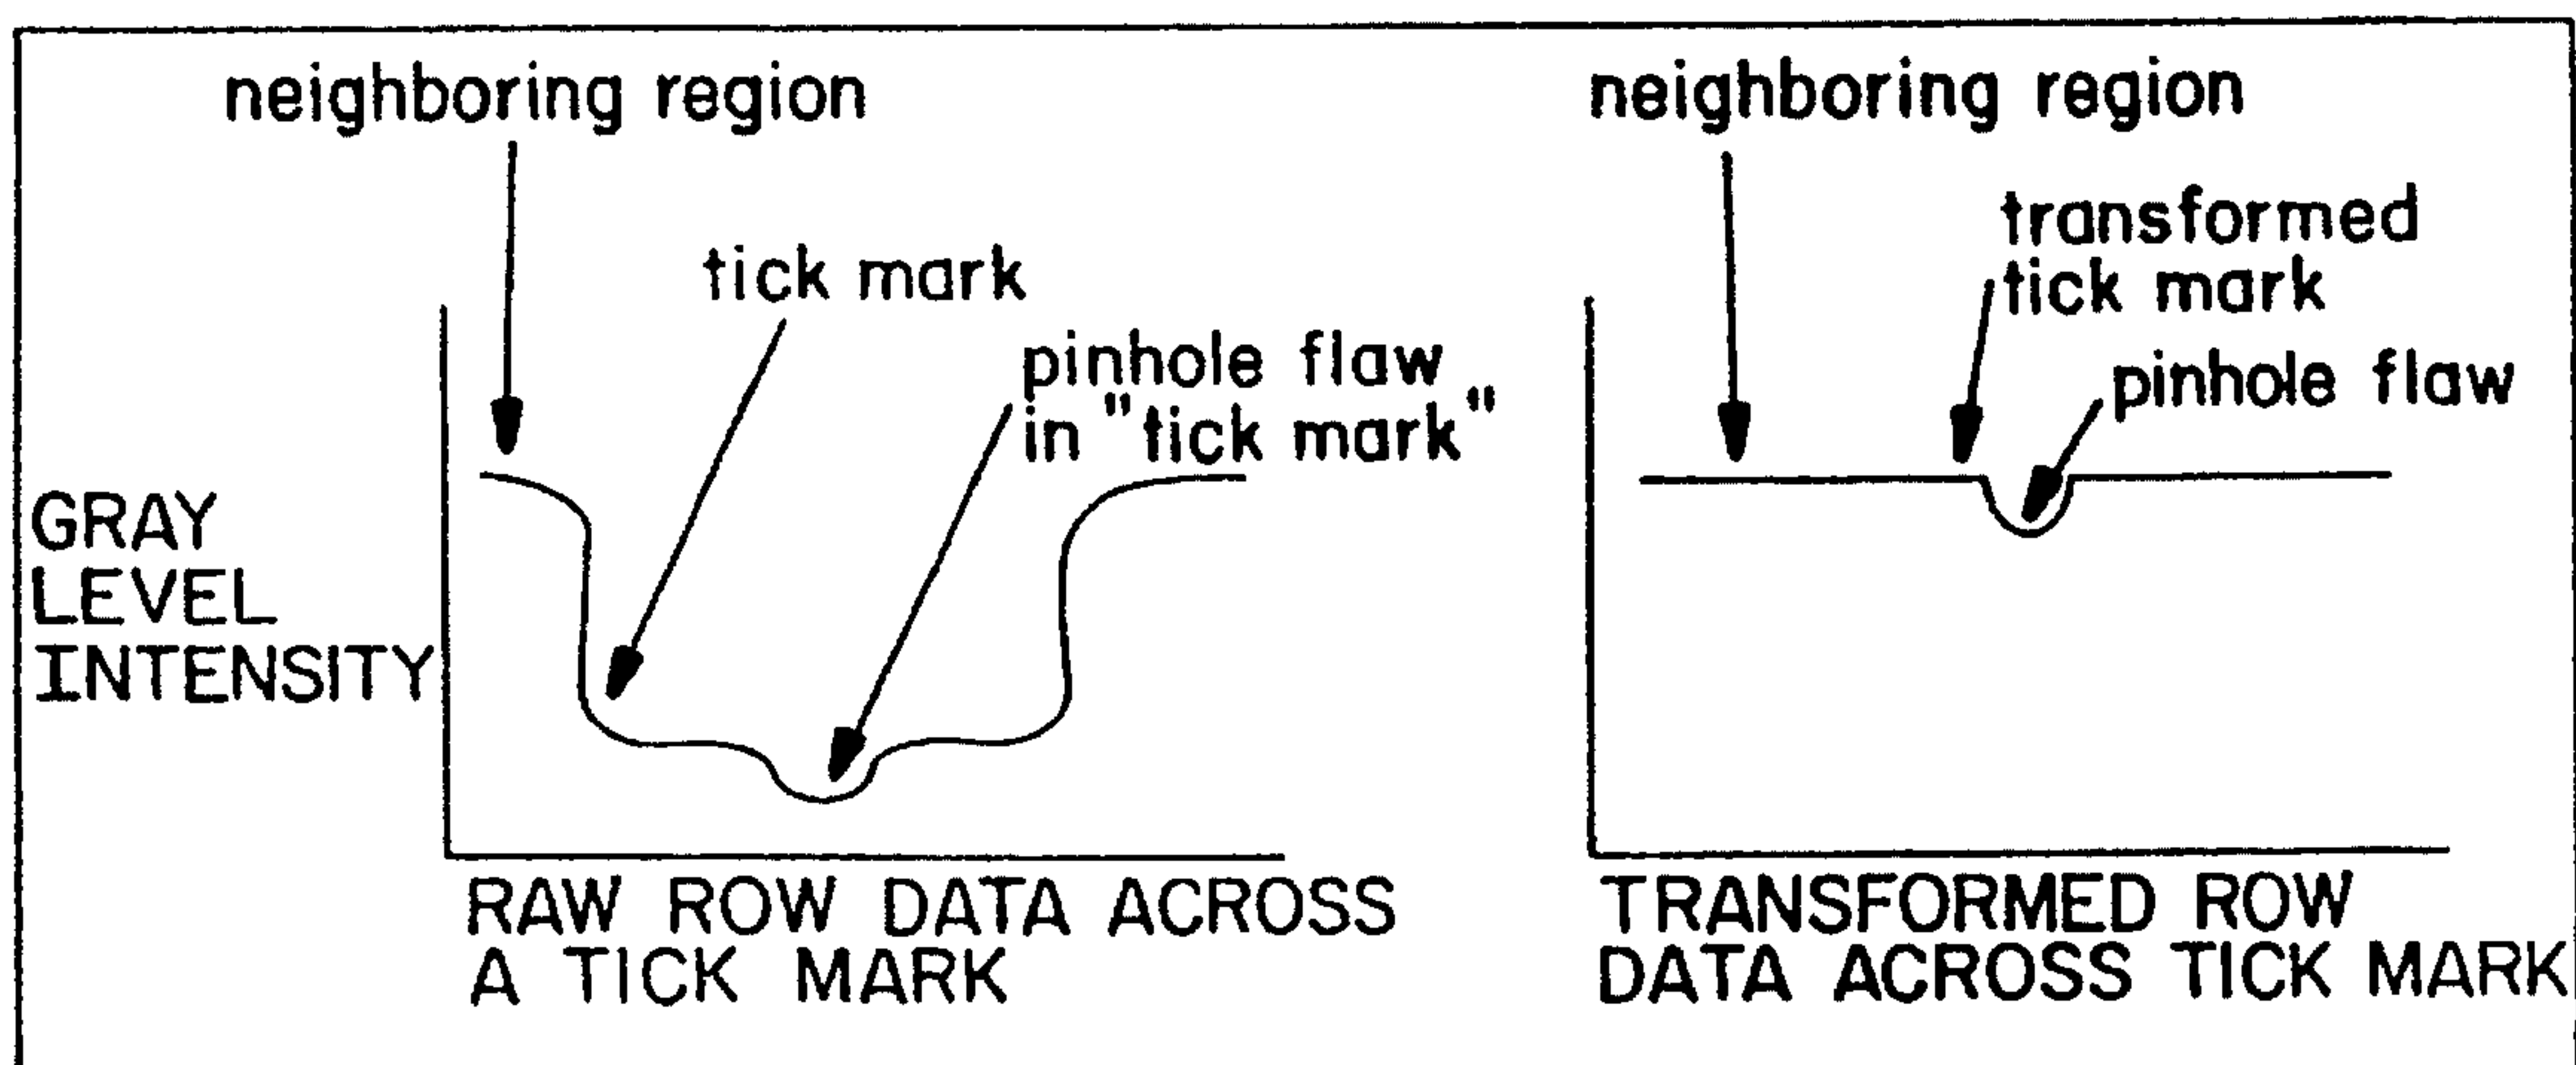 neighboring region
tick mark
pinhole flaw
in "tick mark"
GRAY
LEVEL
INTENSITY
RAW ROW DATA ACROSS
A TICK MARK
neighboring region
transformed
tick mark
pinhole flaw
TRANSFORMED ROW
DATA ACROSS TICK MARK